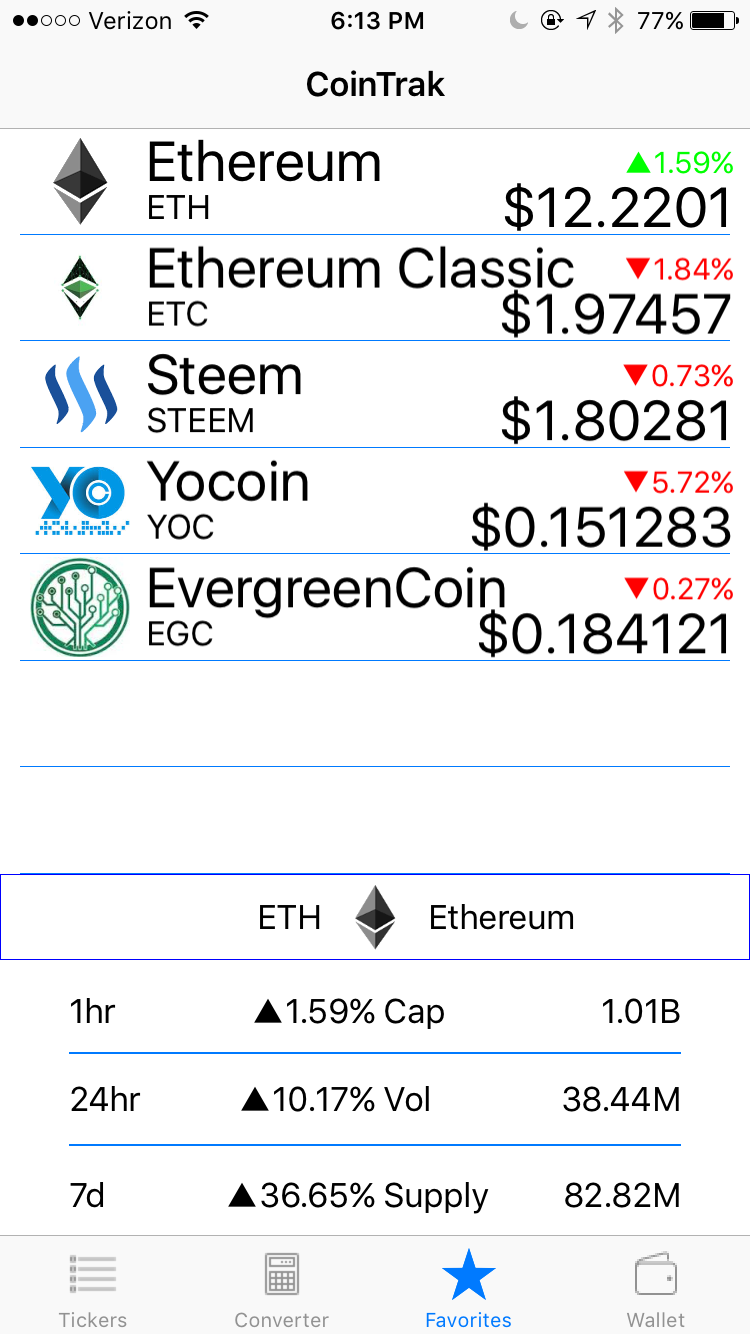 Verizon 6:13 PM 77%
CoinTrak
Ethereum ▲1.59%
ETH $12.2201
Ethereum Classic ▼1.84%
ETC $1.97457
Steem ▼0.73%
STEEM $1.80281
YO
Yocoin ▼5.72%
YOC $0.151283
EvergreenCoin ▼0.27%
EGC $0.184121
ETH Ethereum
1hr ▲1.59% Cap 1.01B
24hr ▲10.17% Vol 38.44M
7d ▲36.65% Supply 82.82M
Tickers Converter Favorites Wallet